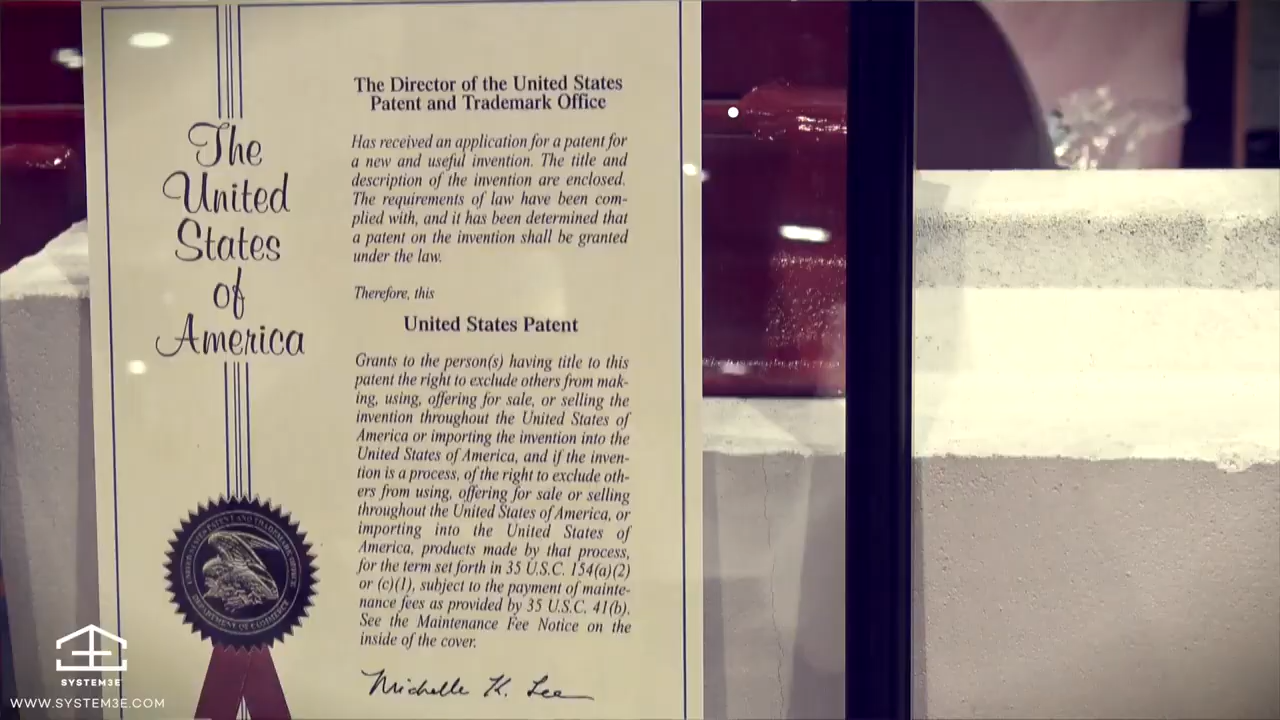 The Director of the United States
Patent and Trademark Office
The
United
States
of
America
Has received an application for a patent for
a new and useful invention. The title and
description of the invention are enclosed.
The requirements of law have been com-
plied with, and it has been determined that
a patent on the invention shall be granted
under the law.
Therefore, this
United States Patent
Grants to the person(s) having title to this
patent the right to exclude others from mak-
ing, using, offering for sale, or selling the
invention throughout the United States of
America or importing the invention into the
United States of America, and if the inven-
tion is a process, of the right to exclude oth-
ers from using, offering for sale or selling
throughout the United States of America, or
importing into the United States of
America, products made by that process,
for the term set forth in 35 U.S.C. 154(a)(2)
or (c)(1), subject to the payment of mainte-
nance fees as provided by 35 U.S.C. 41(b).
See the Maintenance Fee Notice on the
inside of the cover.
Michelle K. Lee
UNITED STATES PATENT AND TRADEMARK OFFICE
DEPARTMENT OF COMMERCE
SYSTEM3E
WWW.SYSTEM3E.COM